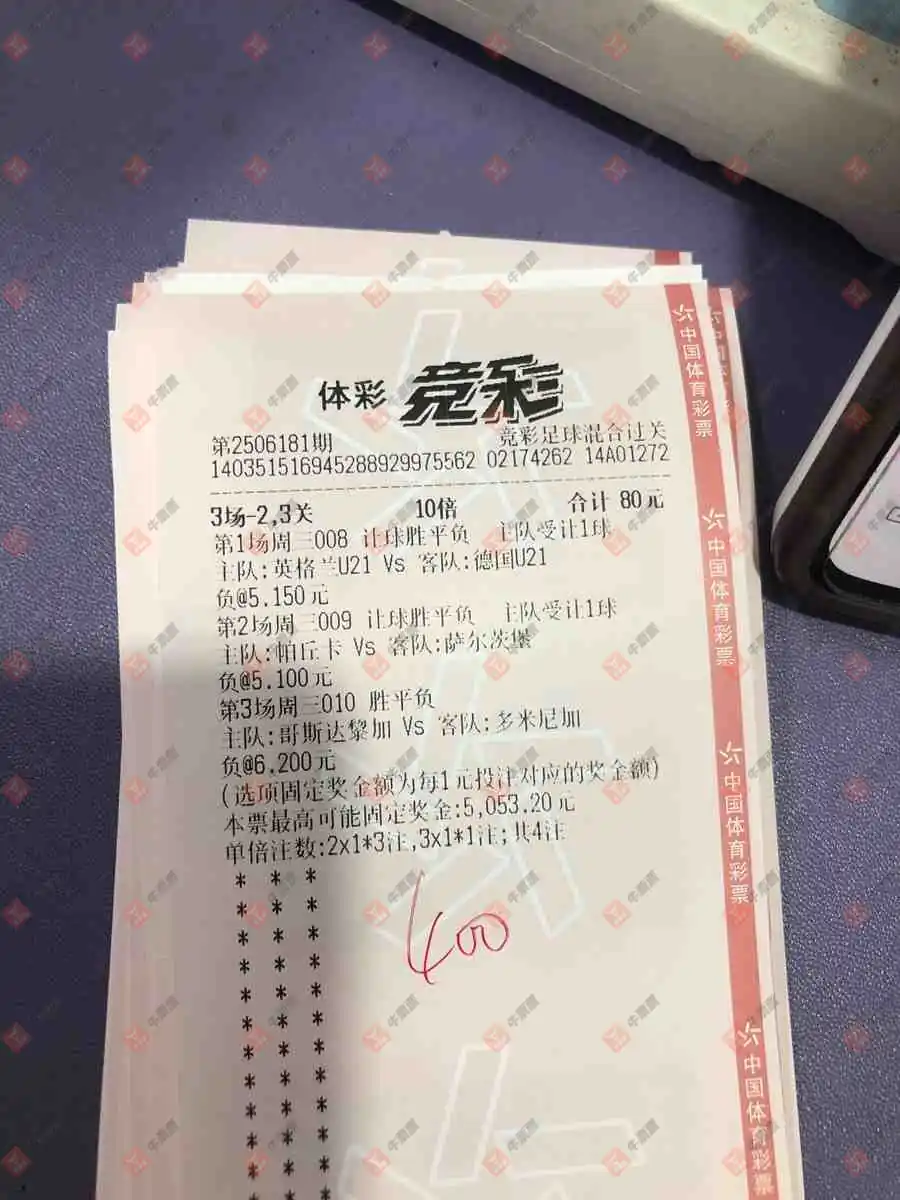 体彩 竞彩
第2506181期 竞彩足球混合过关
140351516945288929975562 02174262 14A01272
3场-2,3关 10倍 合计 80元
第1场周三008 让球胜平负 主队受让1球
主队:英格兰U21 Vs 客队:德国U21
负@5.150元
第2场周三009 让球胜平负 主队受让1球
主队:帕丘卡 Vs 客队:萨尔茨堡
负@5.100元
第3场周三010 胜平负
主队:哥斯达黎加 Vs 客队:多米尼加
负@6.200元
(选项固定奖金额为每1元投注对应的奖金额)
本票最高可能固定奖金:5,053.20元
单倍注数:2x1*3注,3x1*1注;共4注
* * *
* * *
* * *
* * *
* * *
* * *
* * *
* * *
* * *
* * *
* * *
* * *
400
中国体育彩票
中国体育彩票
中国体育彩票
中国体育彩票
牛票票